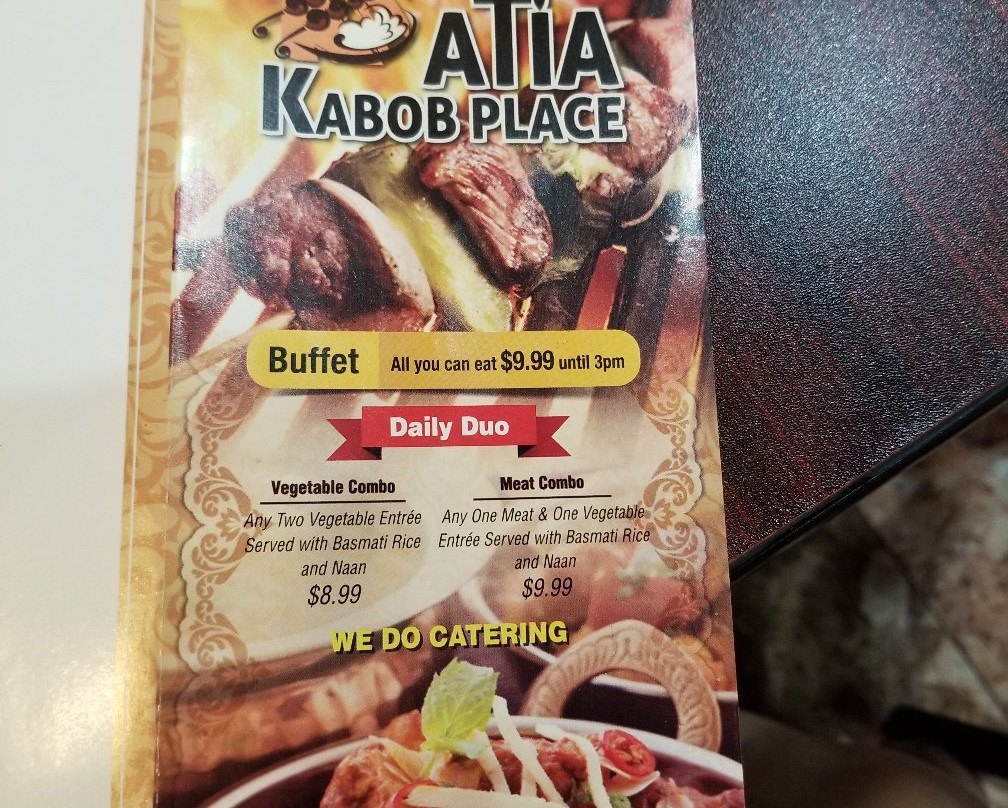 aTiA
KABOB PLACE
Buffet All you can eat $9.99 until 3pm
Daily Duo
Vegetable Combo
Any Two Vegetable Entrée
Served with Basmati Rice
and Naan
$8.99
Meat Combo
Any One Meat & One Vegetable
Entrée Served with Basmati Rice
and Naan
$9.99
WE DO CATERING